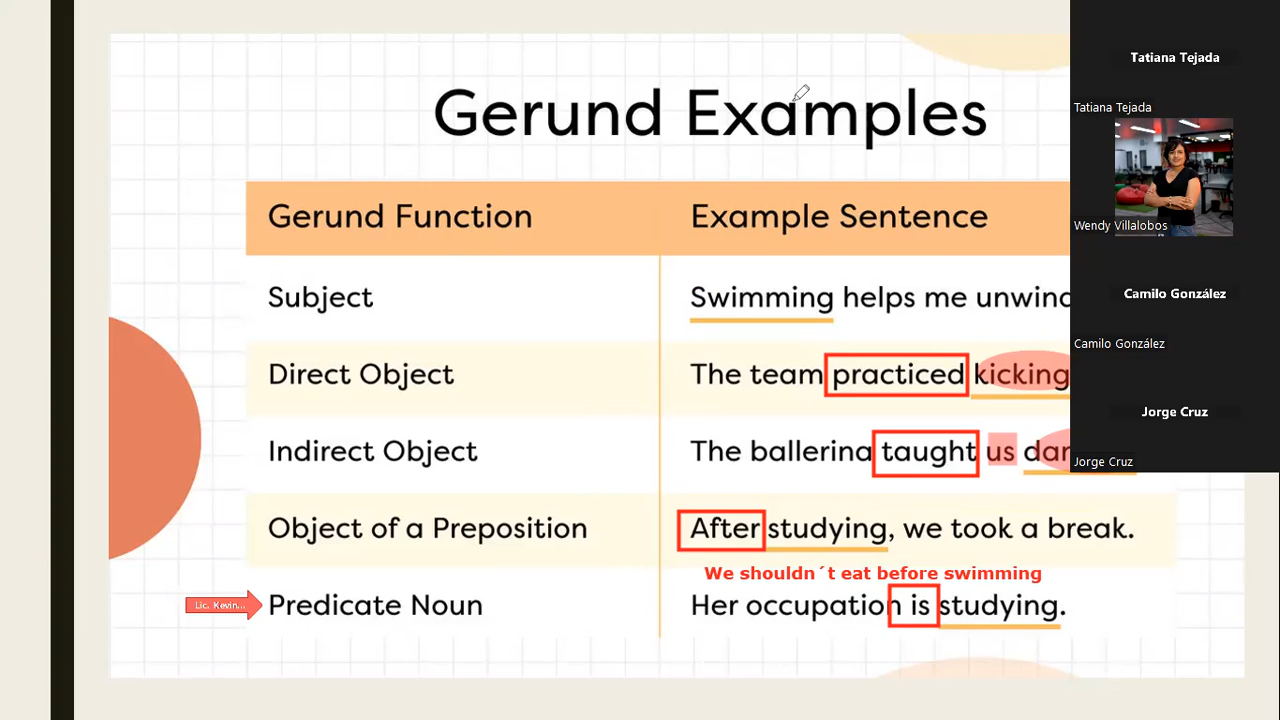 Gerund Examples
Gerund Function
Example Sentence
Subject
Swimming helps me unwind
Direct Object
The team practiced kicking
Indirect Object
The ballerina taught us
Object of a Preposition
After studying, we took a break.
We shouldn´t eat before swimming
Lic. Kevin...
Predicate Noun
Her occupation is studying.
Tatiana Tejada
Tatiana Tejada
Wendy Villalobos
Camilo González
Camilo González
Jorge Cruz
Jorge Cruz